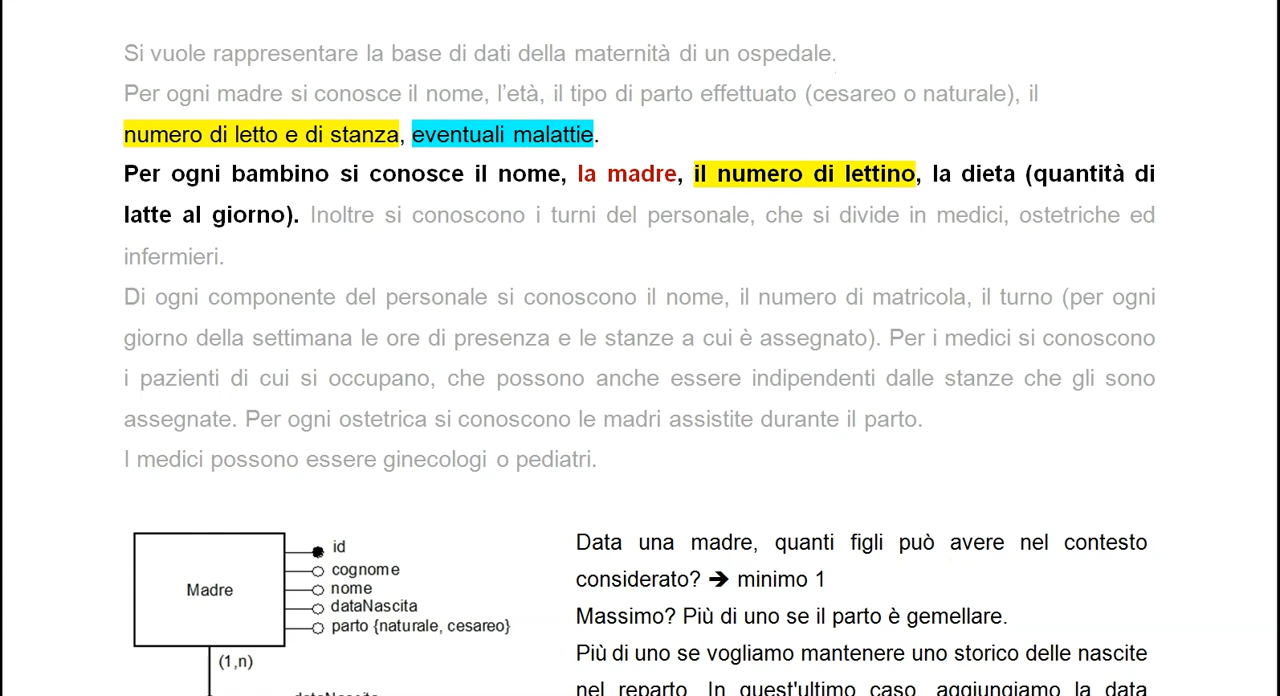 Si vuole rappresentare la base di dati della maternità di un ospedale.
Per ogni madre si conosce il nome, l'età, il tipo di parto effettuato (cesareo o naturale), il
numero di letto e di stanza, eventuali malattie.
Per ogni bambino si conosce il nome, la madre, il numero di lettino, la dieta (quantità di
latte al giorno). Inoltre si conoscono i turni del personale, che si divide in medici, ostetriche ed
infermieri.
Di ogni componente del personale si conoscono il nome, il numero di matricola, il turno (per ogni
giorno della settimana le ore di presenza e le stanze a cui è assegnato). Per i medici si conoscono
i pazienti di cui si occupano, che possono anche essere indipendenti dalle stanze che gli sono
assegnate. Per ogni ostetrica si conoscono le madri assistite durante il parto.
I medici possono essere ginecologi o pediatri.
Madre
id
cognome
nome
dataNascita
parto {naturale, cesareo}
(1,n)
dataNascita
Data una madre, quanti figli può avere nel contesto
considerato? ➔ minimo 1
Massimo? Più di uno se il parto è gemellare.
Più di uno se vogliamo mantenere uno storico delle nascite
nel reparto. In quest'ultimo caso, aggiungiamo la data